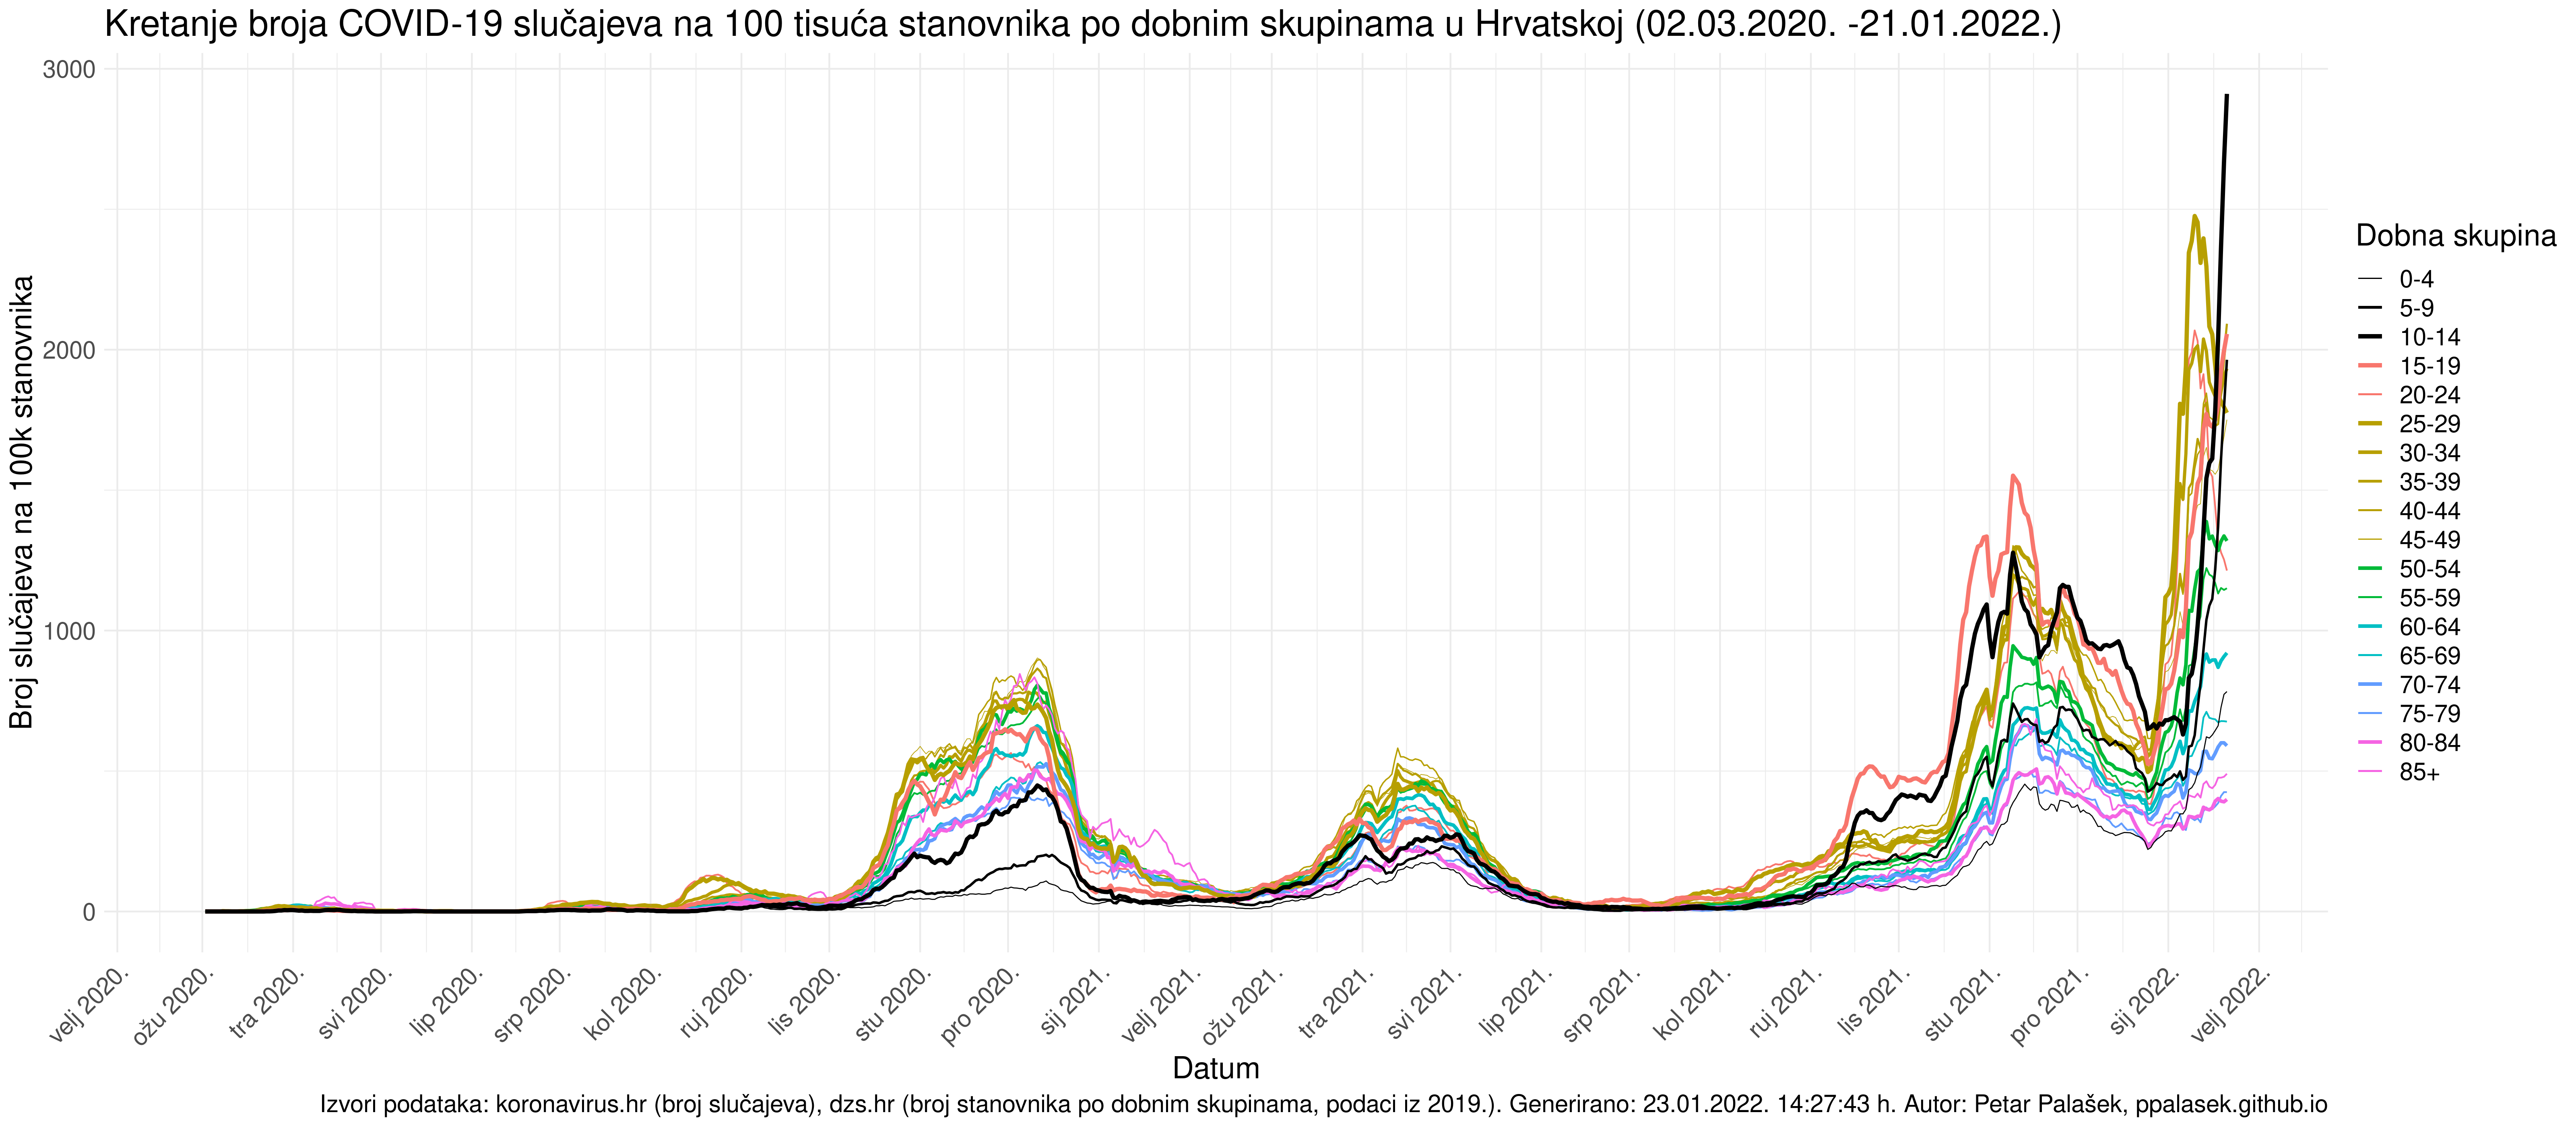 Kretanje broja COVID-19 slučajeva na 100 tisuća stanovnika po dobnim skupinama u Hrvatskoj (02.03.2020. -21.01.2022.)
Broj slučajeva na 100k stanovnika
3000
2000
1000
0
velj 2020.
ožu 2020.
tra 2020.
svi 2020.
lip 2020.
srp 2020.
kol 2020.
ruj 2020.
lis 2020.
stu 2020.
pro 2020.
sij 2021.
velj 2021.
ožu 2021.
tra 2021.
svi 2021.
lip 2021.
srp 2021.
kol 2021.
ruj 2021.
lis 2021.
stu 2021.
pro 2021.
sij 2022.
velj 2022.
Datum
Dobna skupina
0-4
5-9
10-14
15-19
20-24
25-29
30-34
35-39
40-44
45-49
50-54
55-59
60-64
65-69
70-74
75-79
80-84
85+
Izvori podataka: koronavirus.hr (broj slučajeva), dzs.hr (broj stanovnika po dobnim skupinama, podaci iz 2019.). Generirano: 23.01.2022. 14:27:43 h. Autor: Petar Palašek, ppalasek.github.io